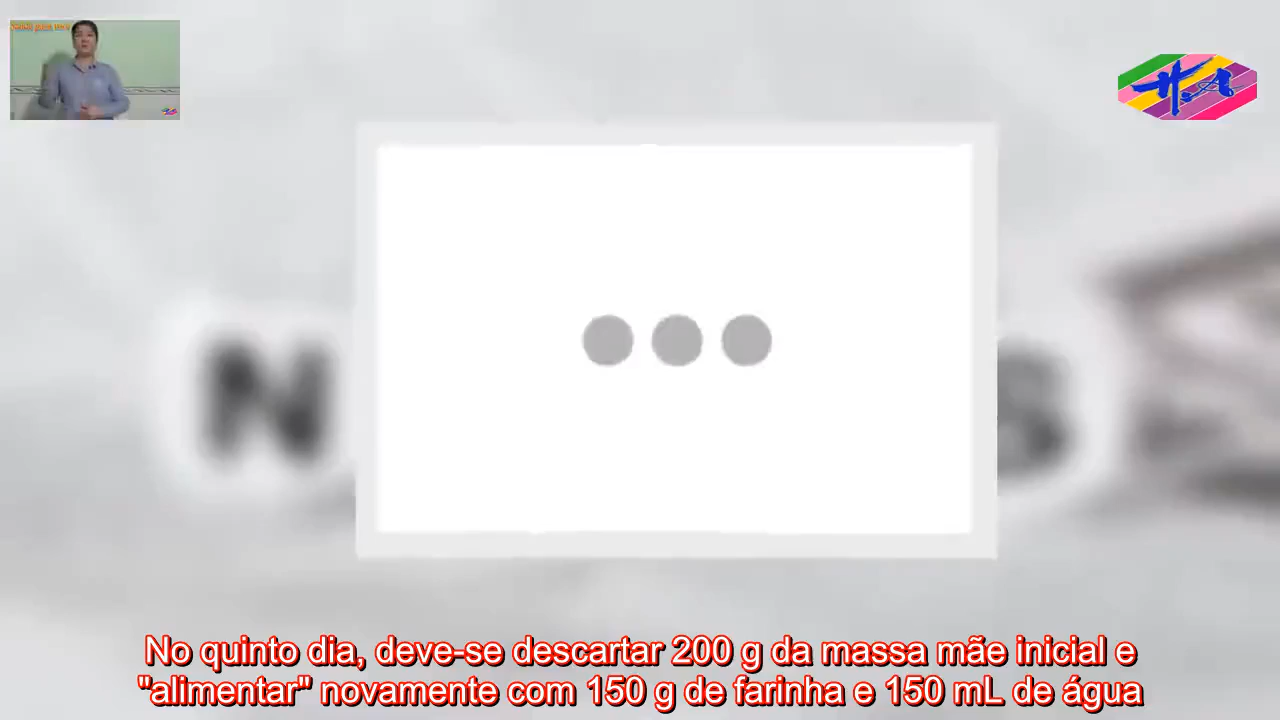 H.A
N
S
No quinto dia, deve-se descartar 200 g da massa mãe inicial e
"alimentar" novamente com 150 g de farinha e 150 mL de água